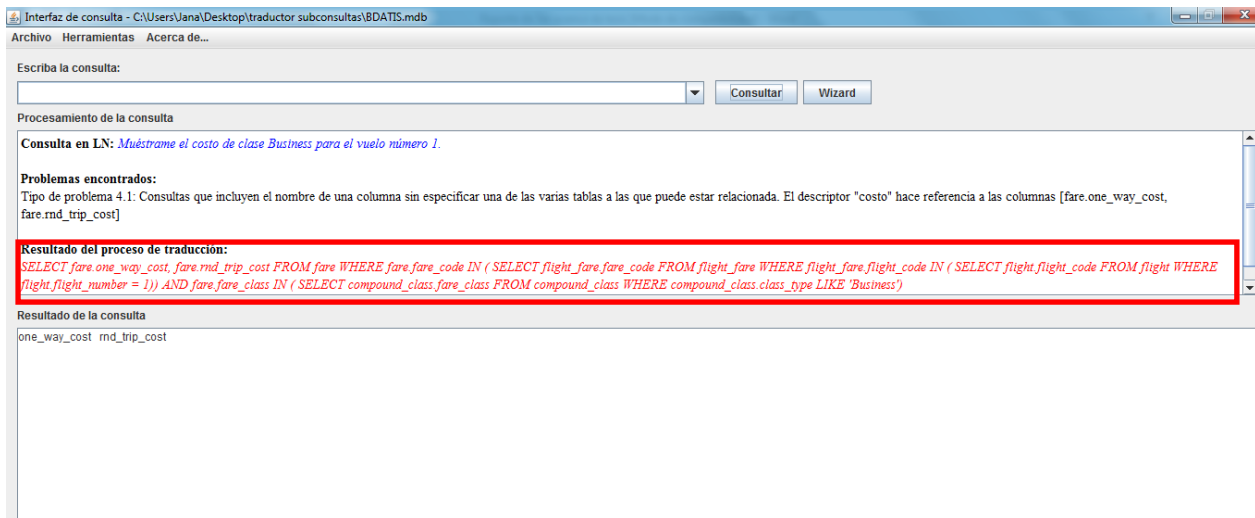 Interfaz de consulta - C:\Users\Jana\Desktop\traductor subconsultas\BDATIS.mdb
Archivo Herramientas Acerca de...
Escriba la consulta:
Consultar Wizard
Procesamiento de la consulta
Consulta en LN: Muéstrame el costo de clase Business para el vuelo número 1.
Problemas encontrados:
Tipo de problema 4.1: Consultas que incluyen el nombre de una columna sin especificar una de las varias tablas a las que puede estar relacionada. El descriptor "costo" hace referencia a las columnas [fare.one_way_cost,
fare.rnd_trip_cost]
Resultado del proceso de traducción:
SELECT fare.one_way_cost, fare.rnd_trip_cost FROM fare WHERE fare.fare_code IN ( SELECT flight_fare.fare_code FROM flight_fare WHERE flight_fare.flight_code IN ( SELECT flight.flight_code FROM flight WHERE
flight.flight_number = 1)) AND fare.fare_class IN ( SELECT compound_class.fare_class FROM compound_class WHERE compound_class.class_type LIKE 'Business')
Resultado de la consulta
one_way_cost rnd_trip_cost